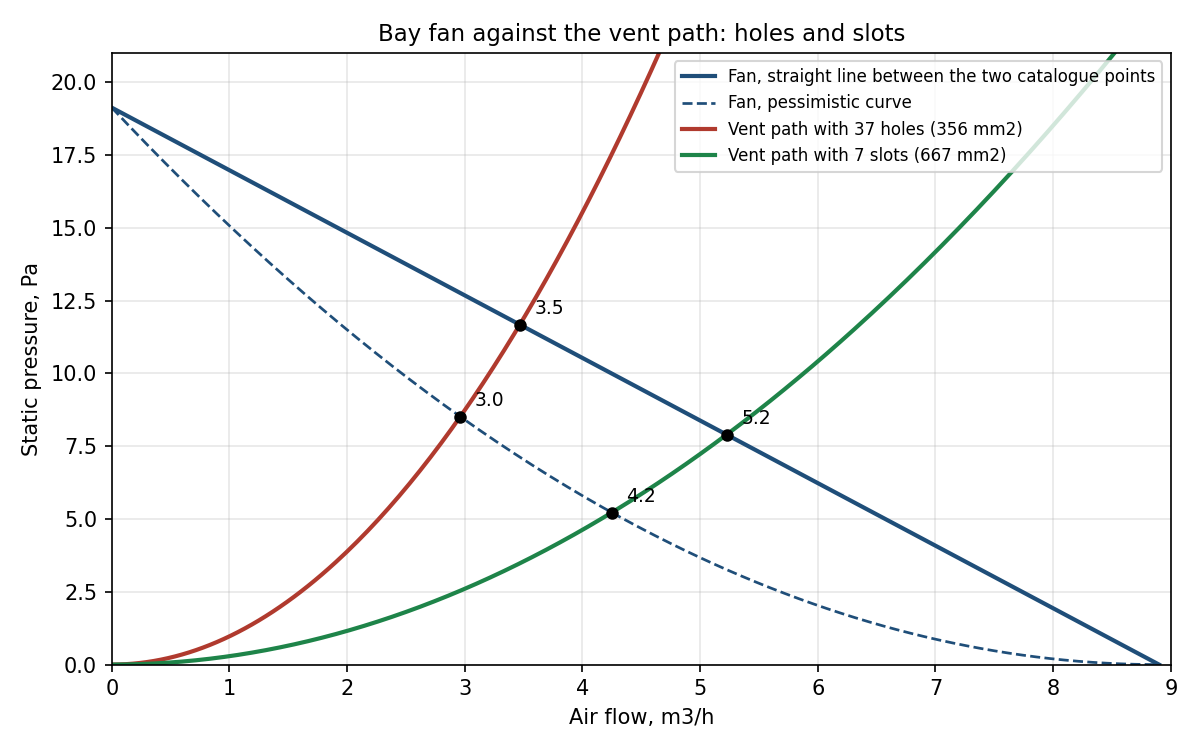 Bay fan against the vent path: holes and slots
Fan, straight line between the two catalogue points
Fan, pessimistic curve
Vent path with 37 holes (356 mm2)
Vent path with 7 slots (667 mm2)
Static pressure, Pa
20.0
17.5
15.0
12.5
10.0
7.5
5.0
2.5
0.0
3.5
3.0
5.2
4.2
0 1 2 3 4 5 6 7 8 9
Air flow, m3/h